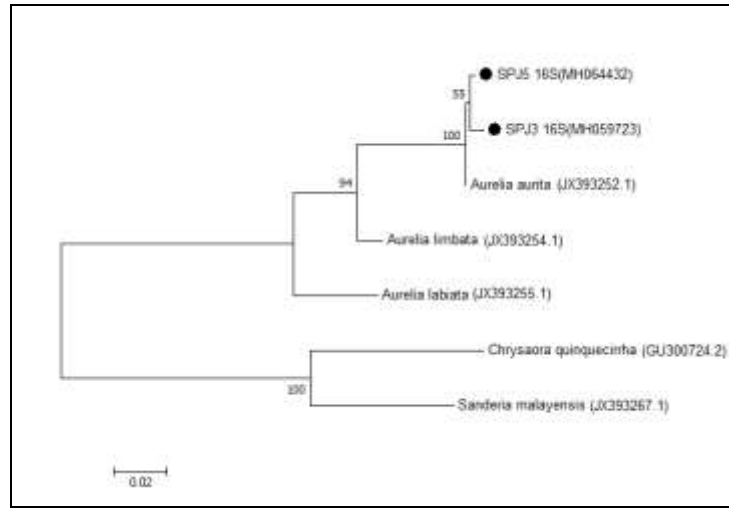 SPJ5 16S(MH064432)
55
SPJ3 16S(MH059723)
100
Aurelia aurita (JX393252.1)
94
Aurelia limbata (JX393254.1)
Aurelia labiata (JX393255.1)
Chrysaora quinquecirrha (GU300724.2)
100
Sanderia malayensis (JX393267.1)
0.02